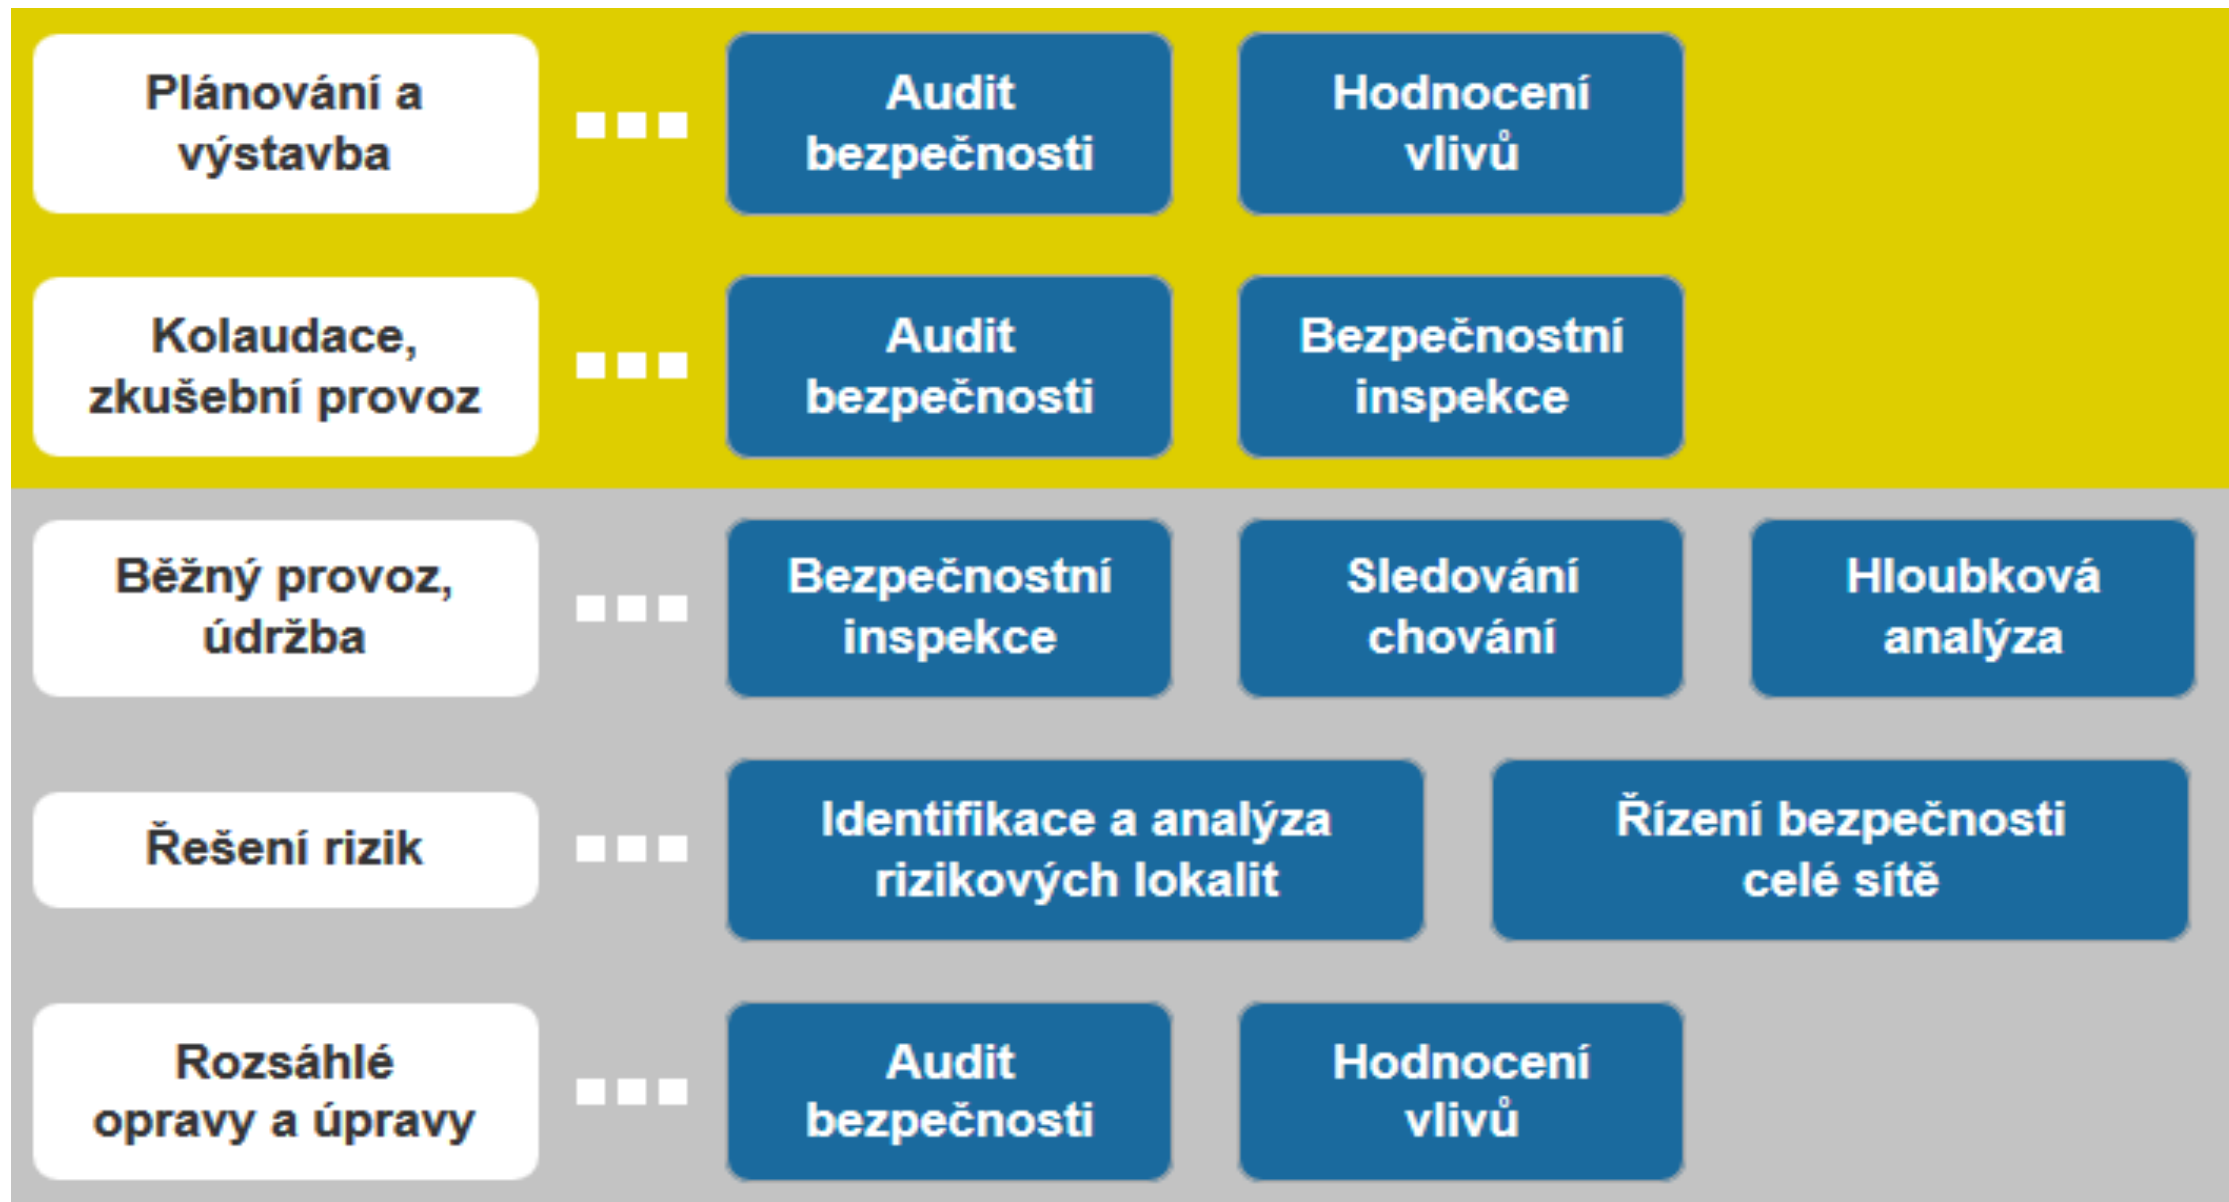 Plánování a
výstavba
Audit
bezpečnosti
Hodnocení
vlivů
Kolaudace,
zkušební provoz
Audit
bezpečnosti
Bezpečnostní
inspekce
Běžný provoz,
údržba
Bezpečnostní
inspekce
Sledování
chování
Hloubková
analýza
Řešení rizik
Identifikace a analýza
rizikových lokalit
Řízení bezpečnosti
celé sítě
Rozsáhlé
opravy a úpravy
Audit
bezpečnosti
Hodnocení
vlivů